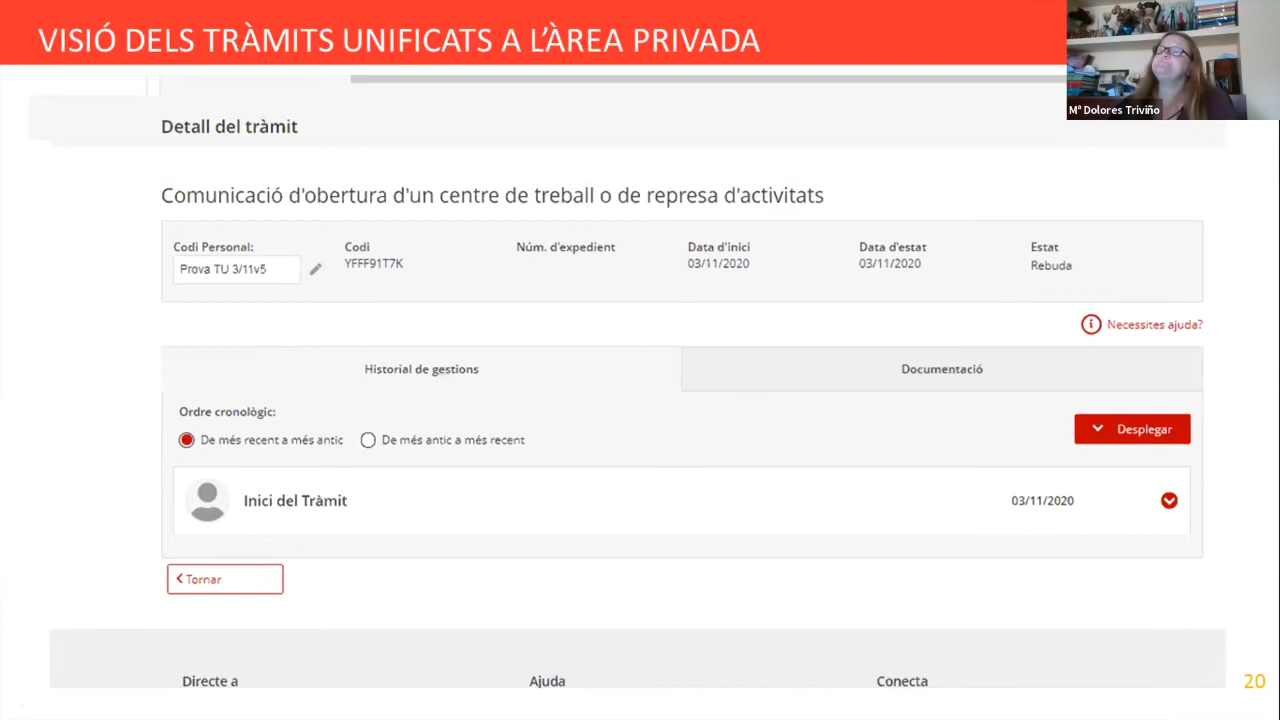 VISIÓ DELS TRÀMITS UNIFICATS A L'ÀREA PRIVADA
Mª Dolores Triviño
Detall del tràmit
Comunicació d'obertura d'un centre de treball o de represa d'activitats
Codi Personal:
Prova TU 3/11v5
Codi
YFFF91T7K
Núm. d'expedient
Data d'inici
03/11/2020
Data d'estat
03/11/2020
Estat
Rebuda
Necessites ajuda?
Historial de gestions
Documentació
Ordre cronològic:
De més recent a més antic
De més antic a més recent
Desplegar
Inici del Tràmit
03/11/2020
Tornar
Directe a
Ajuda
Conecta
20